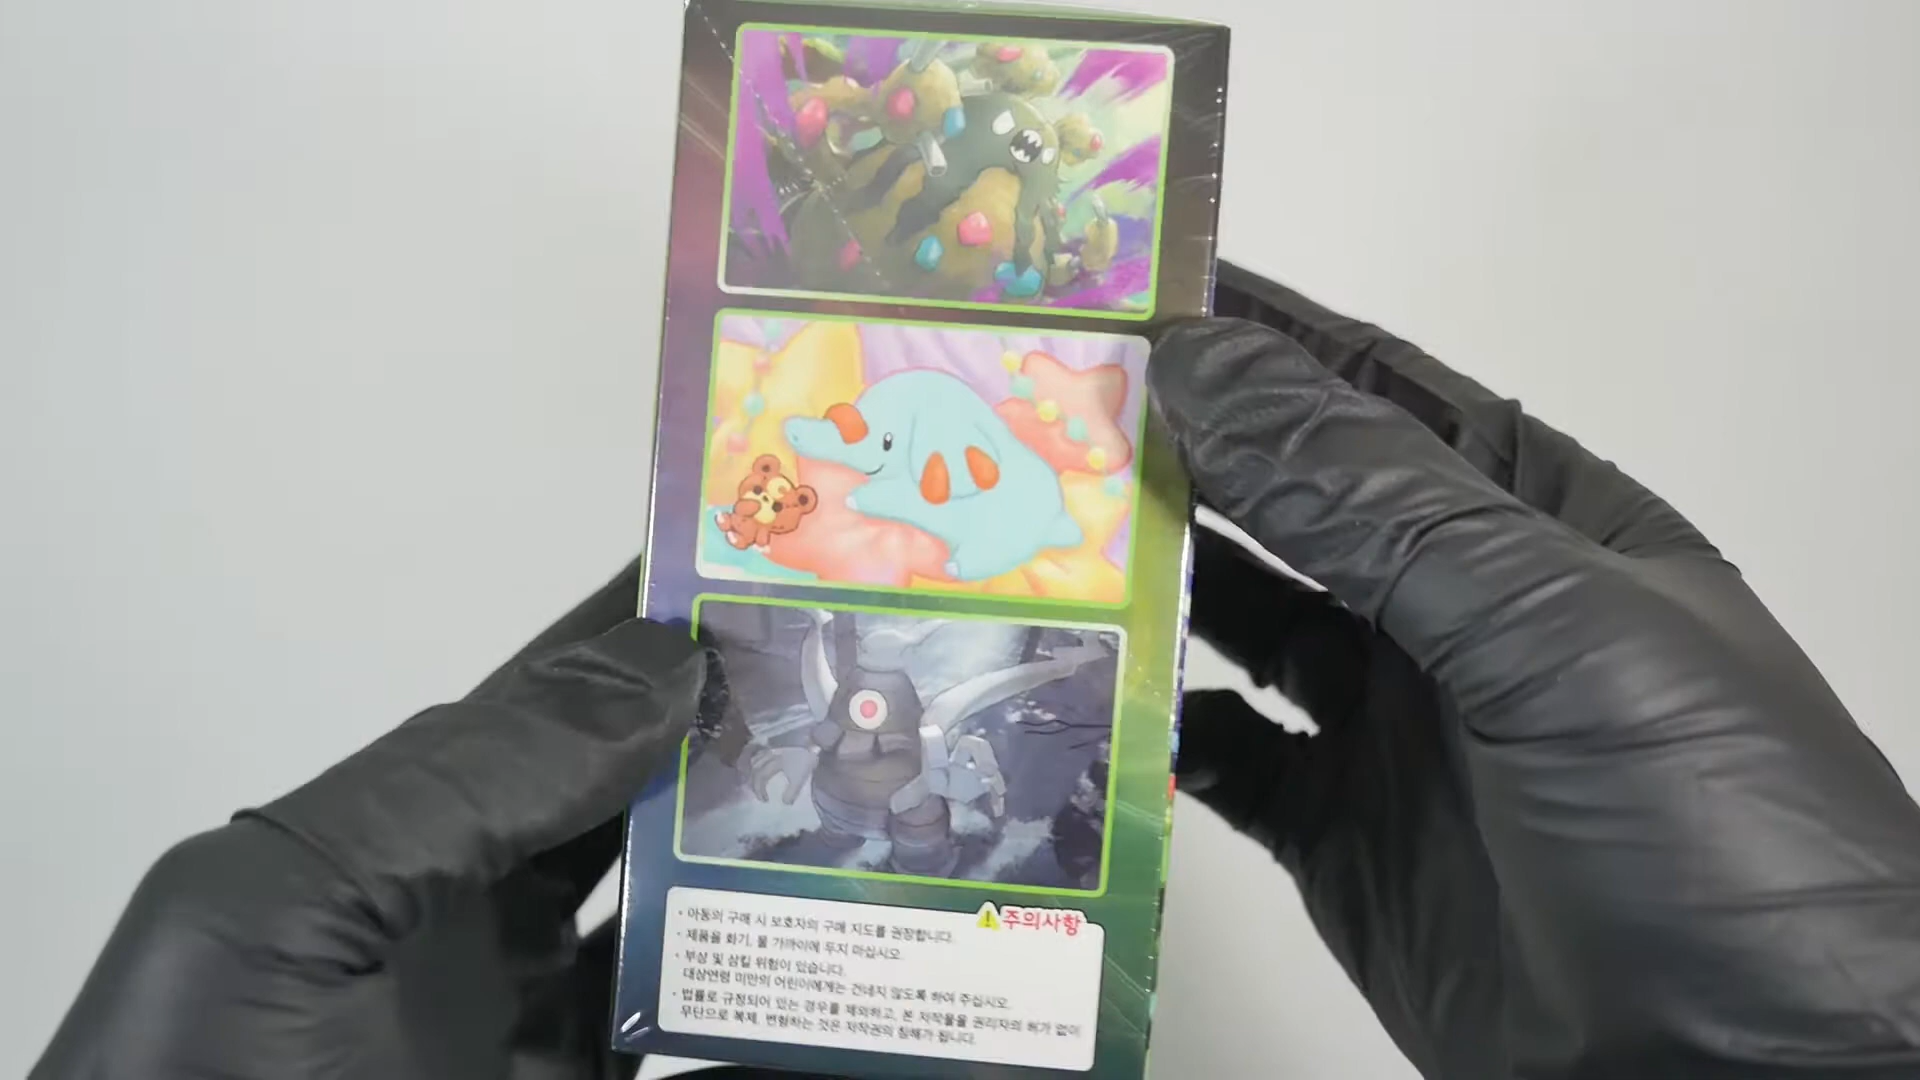 주의사항
• 아동의 구매 시 보호자의 구매 지도를 권장합니다.
• 제품을 화기, 물 가까이에 두지 마십시오.
• 부상 및 삼킬 위험이 있습니다.
대상연령 미만의 어린이에게는 건네지 않도록 하여 주십시오.
• 법률로 규정되어 있는 경우를 제외하고, 본 저작물을 권리자의 허가 없이
무단으로 복제, 변형하는 것은 저작권의 침해가 됩니다.